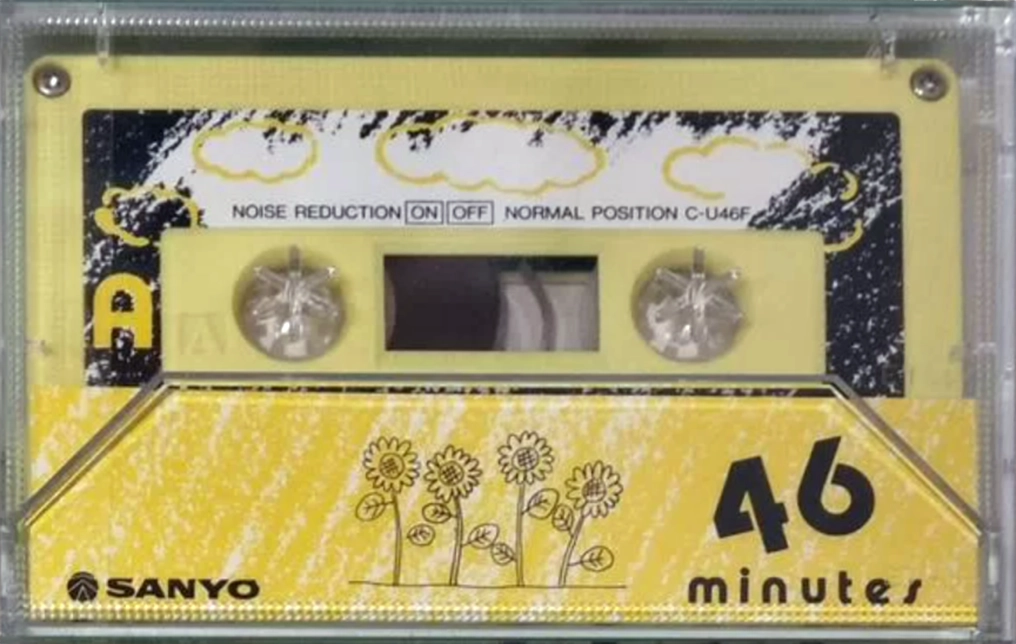 NOISE REDUCTION ON OFF NORMAL POSITION C-U46F
A
A
46
minutes
SANYO